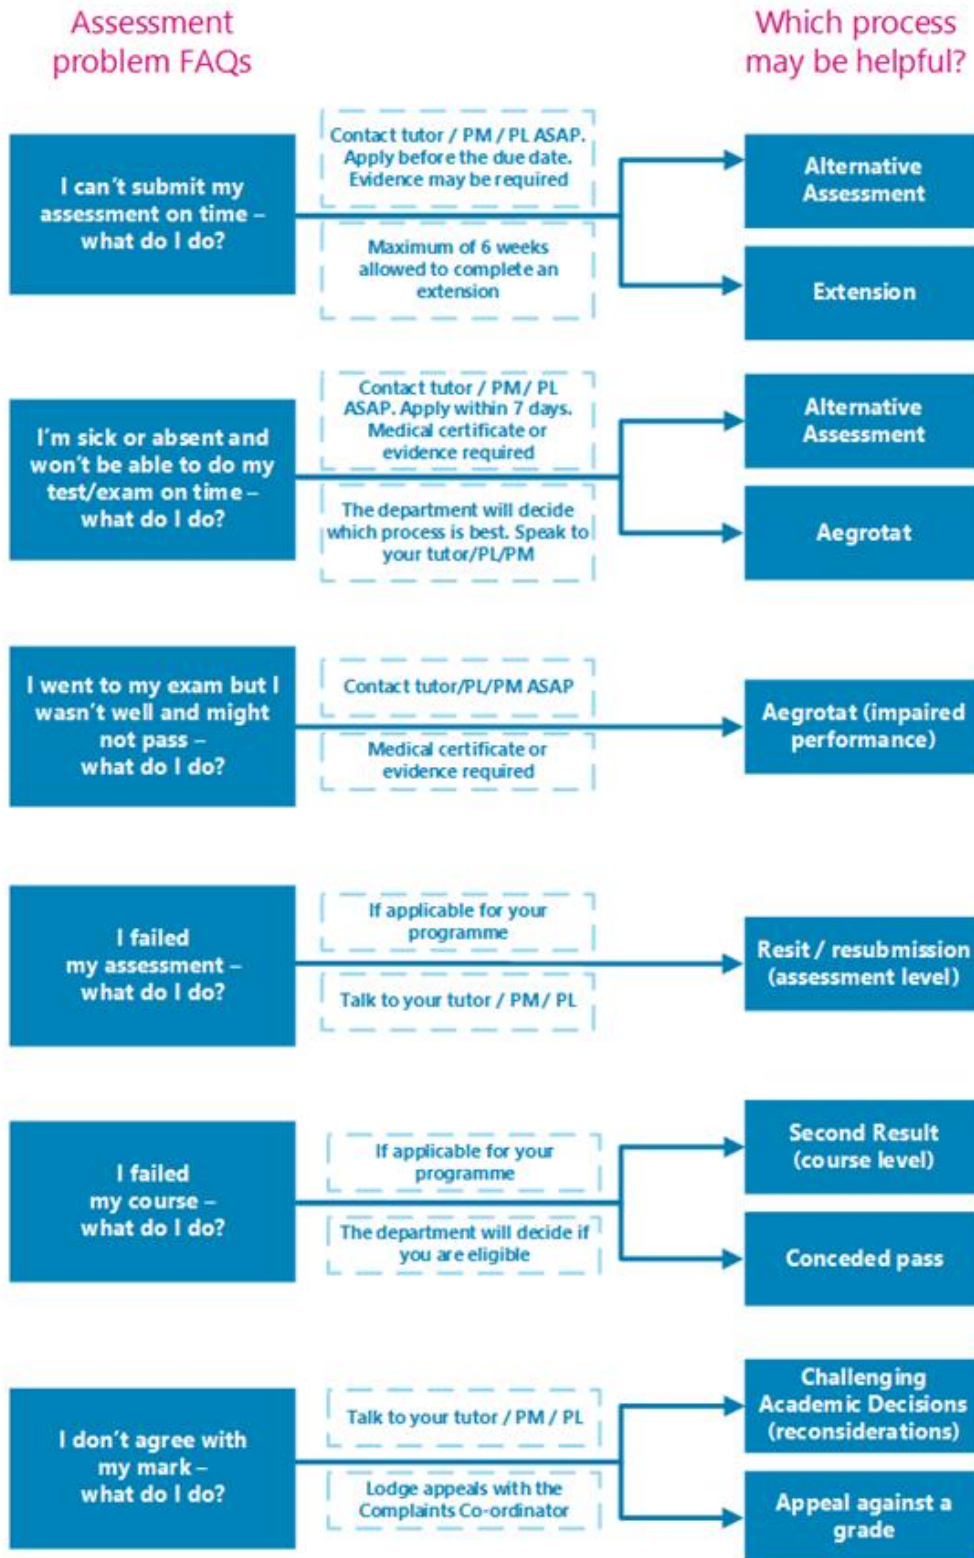 Assessment
problem FAQs
Which process
may be helpful?
I can't submit my
assessment on time –
what do I do?
Contact tutor / PM / PL ASAP.
Apply before the due date.
Evidence may be required
Maximum of 6 weeks
allowed to complete an
extension
Alternative
Assessment
Extension
I'm sick or absent and
won't be able to do my
test/exam on time –
what do I do?
Contact tutor / PM / PL
ASAP. Apply within 7 days.
Medical certificate or
evidence required
The department will decide
which process is best. Speak to
your tutor/PL/PM
Alternative
Assessment
Aegrotat
I went to my exam but I
wasn't well and might
not pass –
what do I do?
Contact tutor/PL/PM ASAP
Medical certificate or
evidence required
Aegrotat (impaired
performance)
I failed
my assessment –
what do I do?
If applicable for your
programme
Talk to your tutor / PM / PL
Resit / resubmission
(assessment level)
I failed
my course –
what do I do?
If applicable for your
programme
The department will decide if
you are eligible
Second Result
(course level)
Conceded pass
I don't agree with
my mark –
what do I do?
Talk to your tutor / PM / PL
Lodge appeals with the
Complaints Co-ordinator
Challenging
Academic Decisions
(reconsiderations)
Appeal against a
grade